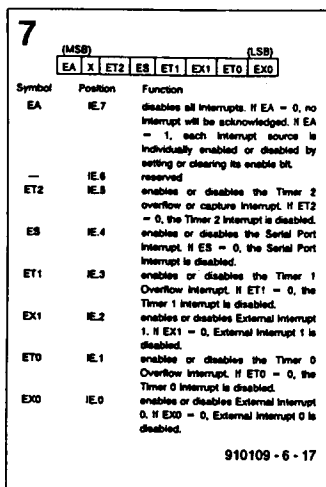 7
(MSB) (LSB)
EA X ET2 ES ET1 EX1 ET0 EX0
Symbol Position Function
EA IE.7 disables all Interrupts. If EA = 0, no
Interrupt will be acknowledged. If EA
= 1, each Interrupt source is
individually enabled or disabled by
setting or clearing its enable bit.
— IE.6 reserved
ET2 IE.5 enables or disables the Timer 2
overflow or capture Interrupt. If ET2
= 0, the Timer 2 Interrupt is disabled.
ES IE.4 enables or disables the Serial Port
Interrupt. If ES = 0, the Serial Port
Interrupt is disabled.
ET1 IE.3 enables or disables the Timer 1
Overflow Interrupt. If ET1 = 0, the
Timer 1 Interrupt is disabled.
EX1 IE.2 enables or disables External Interrupt
1. If EX1 = 0, External Interrupt 1 is
disabled.
ET0 IE.1 enables or disables the Timer 0
Overflow Interrupt. If ET0 = 0, the
Timer 0 Interrupt is disabled.
EX0 IE.0 enables or disables External Interrupt
0. If EX0 = 0, External Interrupt 0 is
disabled.
910109 - 6 - 17